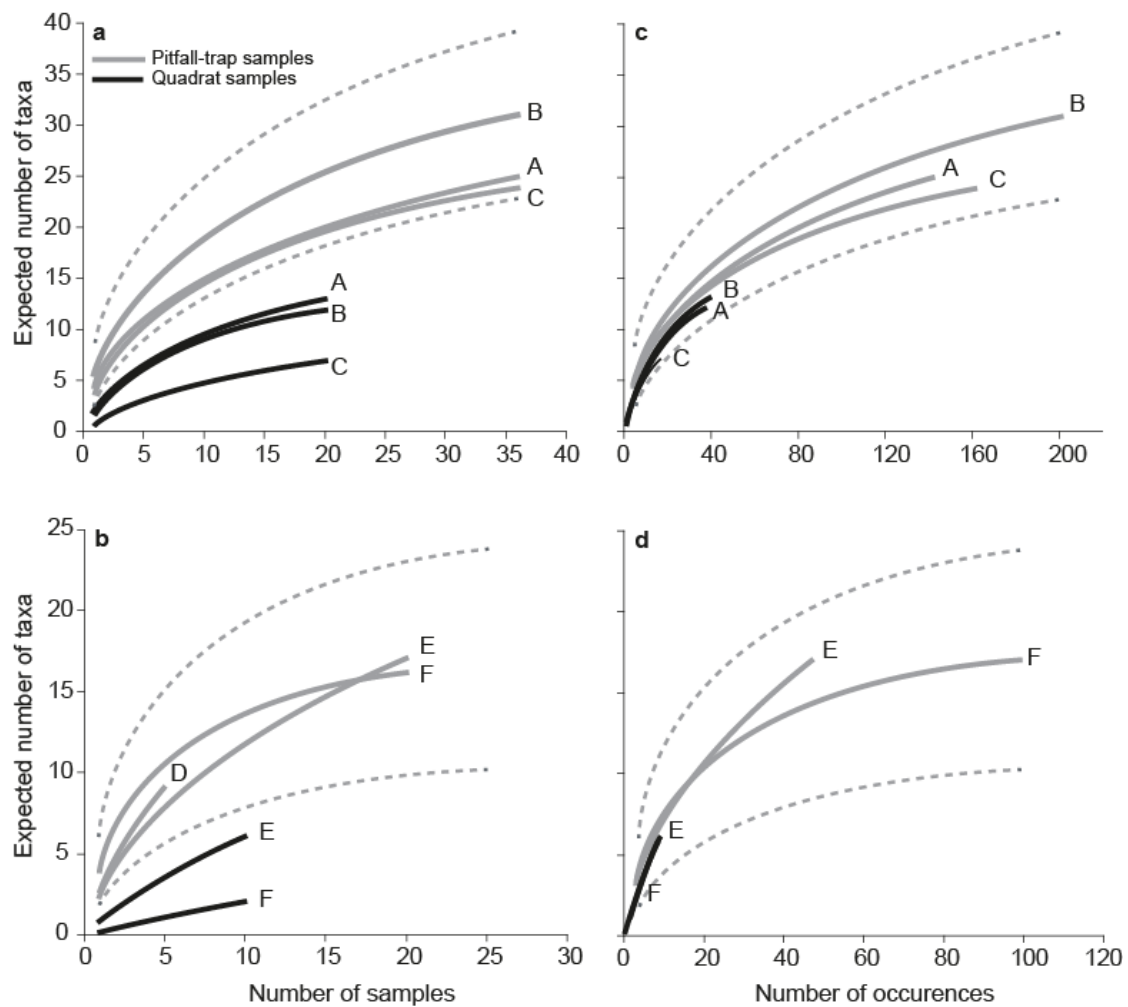 a
Pitfall-trap samples
Quadrat samples
Expected number of taxa
40
35
30
25
20
15
10
5
0
B
A
C
A
B
C
0 5 10 15 20 25 30 35 40
c
B
A
C
B
A
C
0 40 80 120 160 200
b
Expected number of taxa
25
20
15
10
5
0
E
F
D
E
F
0 5 10 15 20 25 30
Number of samples
d
E
F
E
F
0 20 40 60 80 100 120
Number of occurences